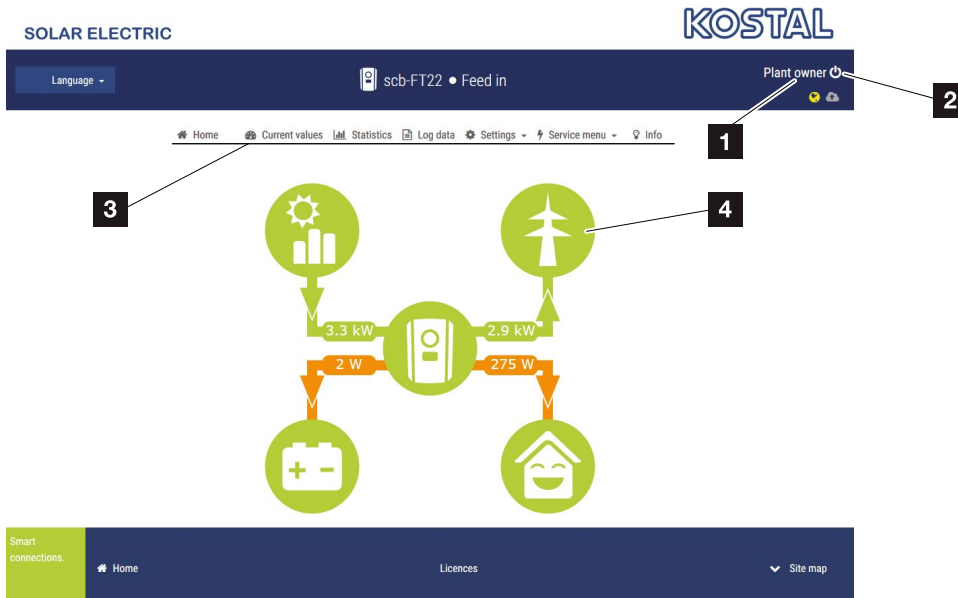 SOLAR ELECTRIC
KOSTAL
Language
scb-FT22 ● Feed in
Plant owner
2
Home Current values Statistics Log data Settings Service menu Info
1
3
4
3.3 kW
2.9 kW
2 W
275 W
+ -
Smart
connections.
Home
Licences
Site map